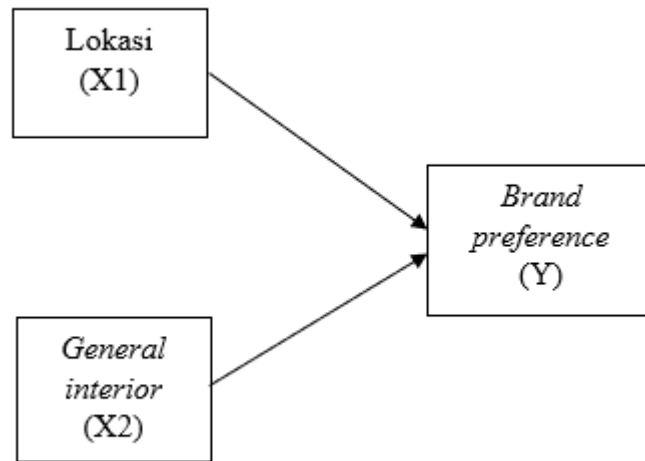 Lokasi
(X1)
Brand
preference
(Y)
General
interior
(X2)